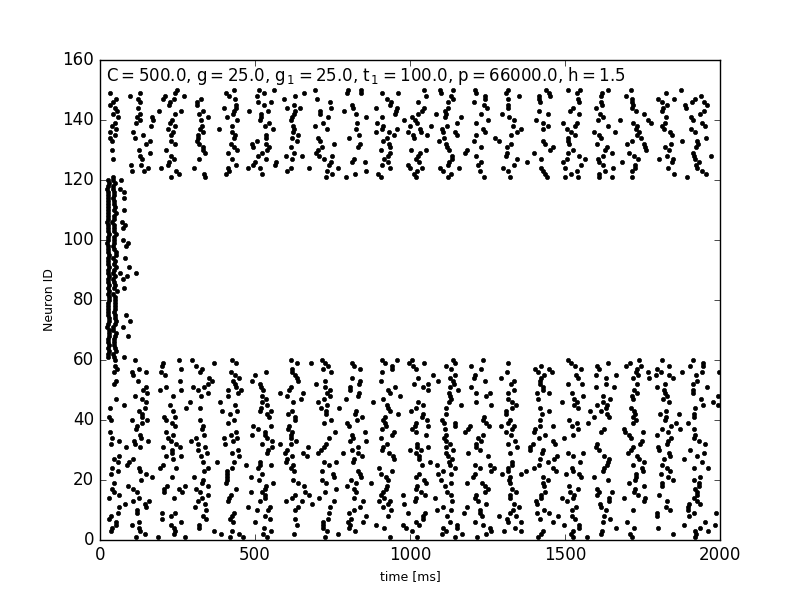 C = 500.0, g = 25.0, g₁ = 25.0, t₁ = 100.0, p = 66000.0, h = 1.5
160
140
120
100
80
60
40
20
0
Neuron ID
0 500 1000 1500 2000
time [ms]